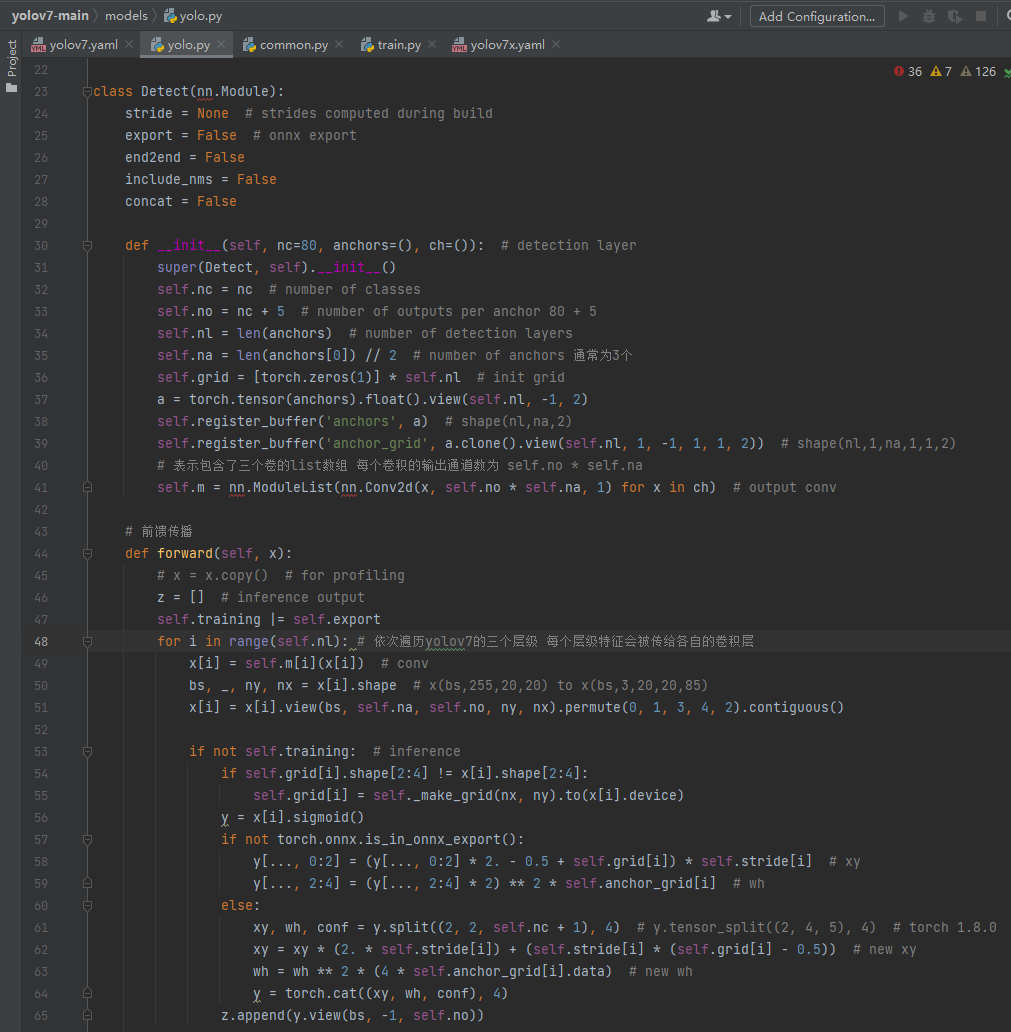 yolov7-main › models › yolo.py
Add Configuration...
yolov7.yaml × yolo.py × common.py × train.py × yolov7x.yaml ×
Project
36 7 126
22
23 class Detect(nn.Module):
24     stride = None  # strides computed during build
25     export = False  # onnx export
26     end2end = False
27     include_nms = False
28     concat = False
29
30     def __init__(self, nc=80, anchors=(), ch=()):  # detection layer
31         super(Detect, self).__init__()
32         self.nc = nc  # number of classes
33         self.no = nc + 5  # number of outputs per anchor 80 + 5
34         self.nl = len(anchors)  # number of detection layers
35         self.na = len(anchors[0]) // 2  # number of anchors 通常为3个
36         self.grid = [torch.zeros(1)] * self.nl  # init grid
37         a = torch.tensor(anchors).float().view(self.nl, -1, 2)
38         self.register_buffer('anchors', a)  # shape(nl,na,2)
39         self.register_buffer('anchor_grid', a.clone().view(self.nl, 1, -1, 1, 1, 2))  # shape(nl,1,na,1,1,2)
40         # 表示包含了三个卷的list数组 每个卷积的输出通道数为 self.no * self.na
41         self.m = nn.ModuleList(nn.Conv2d(x, self.no * self.na, 1) for x in ch)  # output conv
42
43     # 前馈传播
44     def forward(self, x):
45         # x = x.copy()  # for profiling
46         z = []  # inference output
47         self.training |= self.export
48         for i in range(self.nl): # 依次遍历yolov7的三个层级 每个层级特征会被传给各自的卷积层
49             x[i] = self.m[i](x[i])  # conv
50             bs, _, ny, nx = x[i].shape  # x(bs,255,20,20) to x(bs,3,20,20,85)
51             x[i] = x[i].view(bs, self.na, self.no, ny, nx).permute(0, 1, 3, 4, 2).contiguous()
52
53             if not self.training:  # inference
54                 if self.grid[i].shape[2:4] != x[i].shape[2:4]:
55                     self.grid[i] = self._make_grid(nx, ny).to(x[i].device)
56                 y = x[i].sigmoid()
57                 if not torch.onnx.is_in_onnx_export():
58                     y[..., 0:2] = (y[..., 0:2] * 2. - 0.5 + self.grid[i]) * self.stride[i]  # xy
59                     y[..., 2:4] = (y[..., 2:4] * 2) ** 2 * self.anchor_grid[i]  # wh
60                 else:
61                     xy, wh, conf = y.split((2, 2, self.nc + 1), 4)  # y.tensor_split((2, 4, 5), 4)  # torch 1.8.0
62                     xy = xy * (2. * self.stride[i]) + (self.stride[i] * (self.grid[i] - 0.5))  # new xy
63                     wh = wh ** 2 * (4 * self.anchor_grid[i].data)  # new wh
64                     y = torch.cat((xy, wh, conf), 4)
65                 z.append(y.view(bs, -1, self.no))